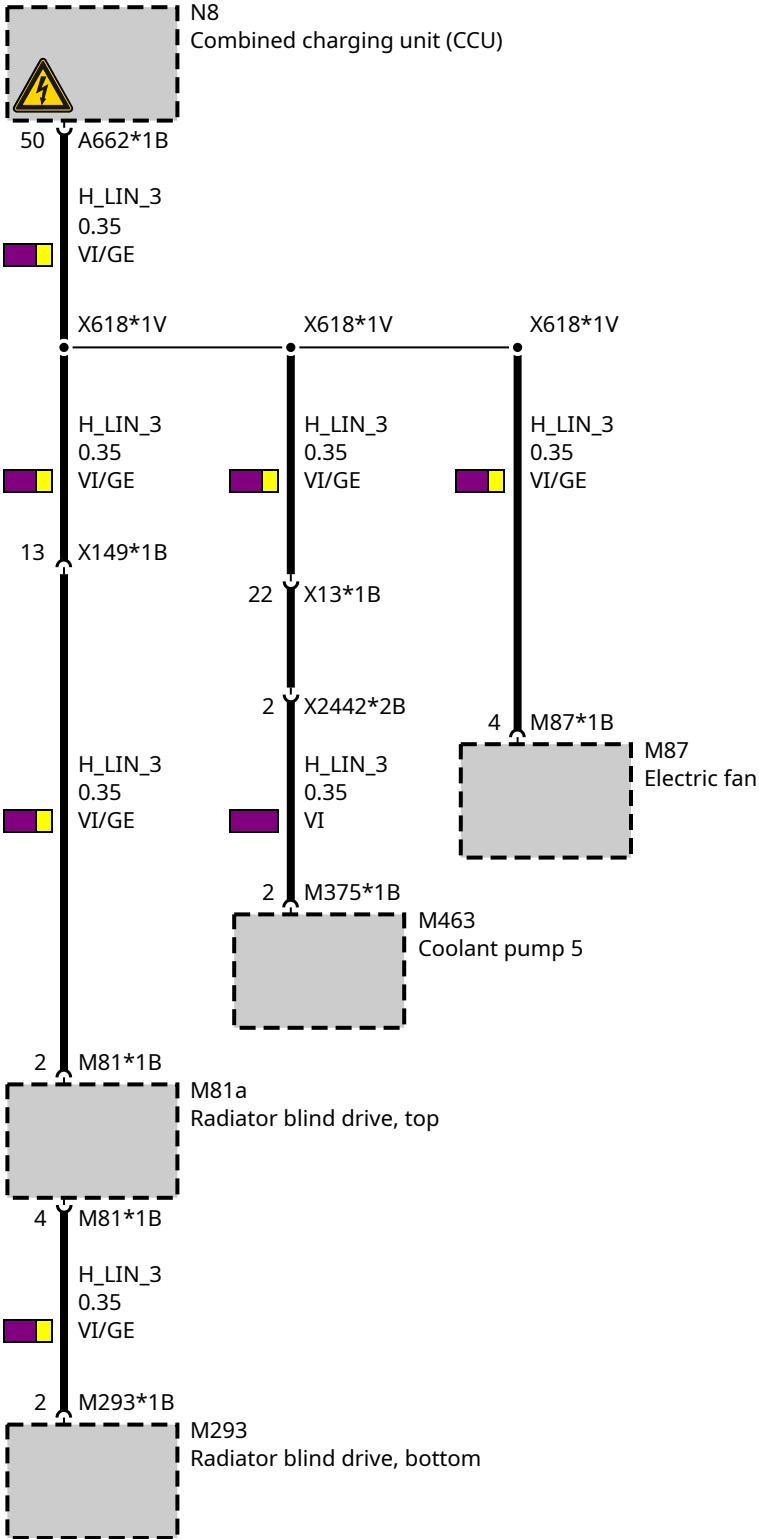 N8
Combined charging unit (CCU)
50 A662*1B
H_LIN_3
0.35
VI/GE
X618*1V X618*1V X618*1V
H_LIN_3 H_LIN_3 H_LIN_3
0.35 0.35 0.35
VI/GE VI/GE VI/GE
13 X149*1B
22 X13*1B
2 X2442*2B
4 M87*1B
M87
Electric fan
H_LIN_3 H_LIN_3
0.35 0.35
VI/GE VI
2 M375*1B
M463
Coolant pump 5
2 M81*1B
M81a
Radiator blind drive, top
4 M81*1B
H_LIN_3
0.35
VI/GE
2 M293*1B
M293
Radiator blind drive, bottom